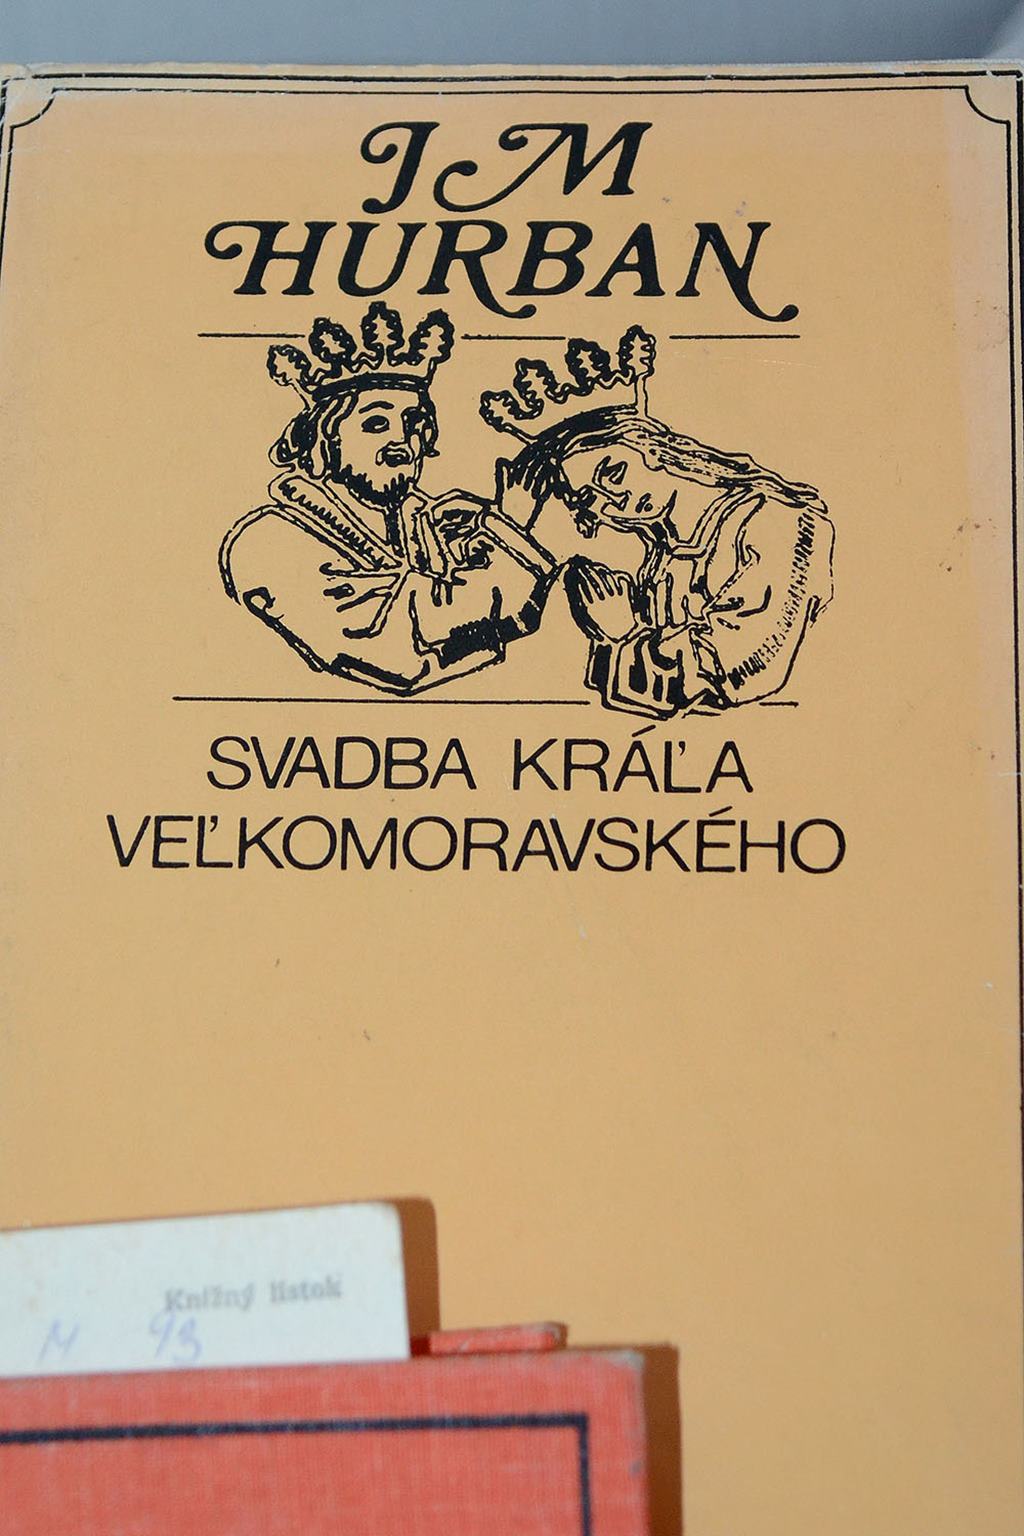 J M
HURBAN
SVADBA KRÁĽA
VEĽKOMORAVSKÉHO
Knižný lístok
M 93